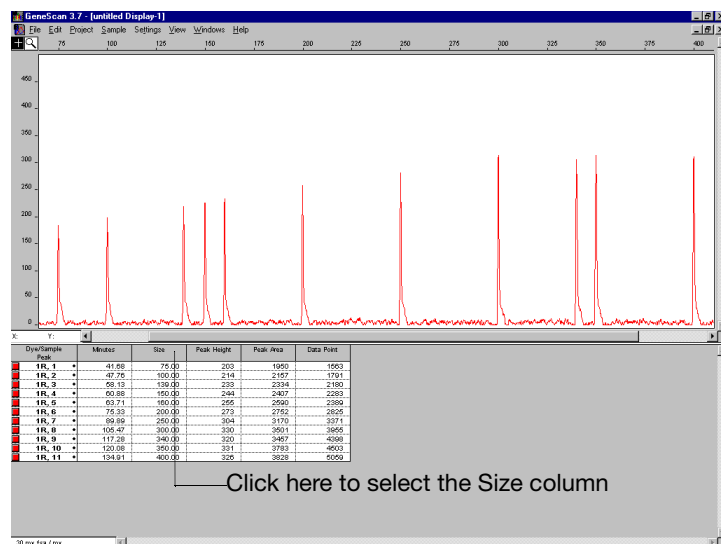 GeneScan 3.7 - [untitled Display-1]
File Edit Project Sample Settings View Windows Help
75 100 125 150 175 200 225 250 275 300 325 350 375 400
450
400
350
300
250
200
150
100
50
0
X: Y:
Dye/Sample Peak Minutes Size Peak Height Peak Area Data Point
1R, 1 • 41.68 75.00 203 1950 1563
1R, 2 • 47.76 100.00 214 2157 1791
1R, 3 • 58.13 139.00 233 2334 2180
1R, 4 • 60.88 150.00 244 2407 2283
1R, 5 • 63.71 160.00 255 2590 2389
1R, 6 • 75.33 200.00 273 2752 2825
1R, 7 • 89.89 250.00 304 3170 3371
1R, 8 • 105.47 300.00 330 3501 3955
1R, 9 • 117.28 340.00 320 3457 4398
1R, 10 • 120.08 350.00 331 3783 4503
1R, 11 • 134.91 400.00 326 3828 5059
Click here to select the Size column